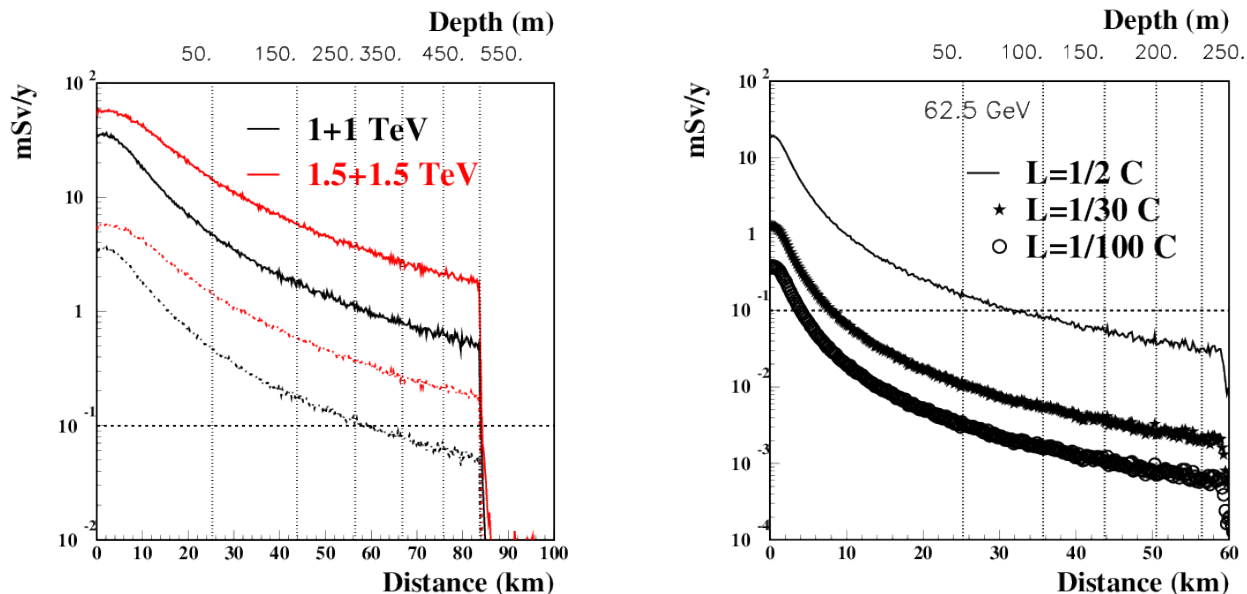 Depth (m)
50. 150. 250. 350. 450. 550.
mSv/y
10 2
10
1
10 -1
10 -2
1+1 TeV
1.5+1.5 TeV
0 10 20 30 40 50 60 70 80 90 100
Distance (km)
Depth (m)
50. 100. 150. 200. 250.
mSv/y
10 2
10
1
10 -1
10 -2
10 -3
10 -4
62.5 GeV
L=1/2 C
L=1/30 C
L=1/100 C
0 10 20 30 40 50 60
Distance (km)